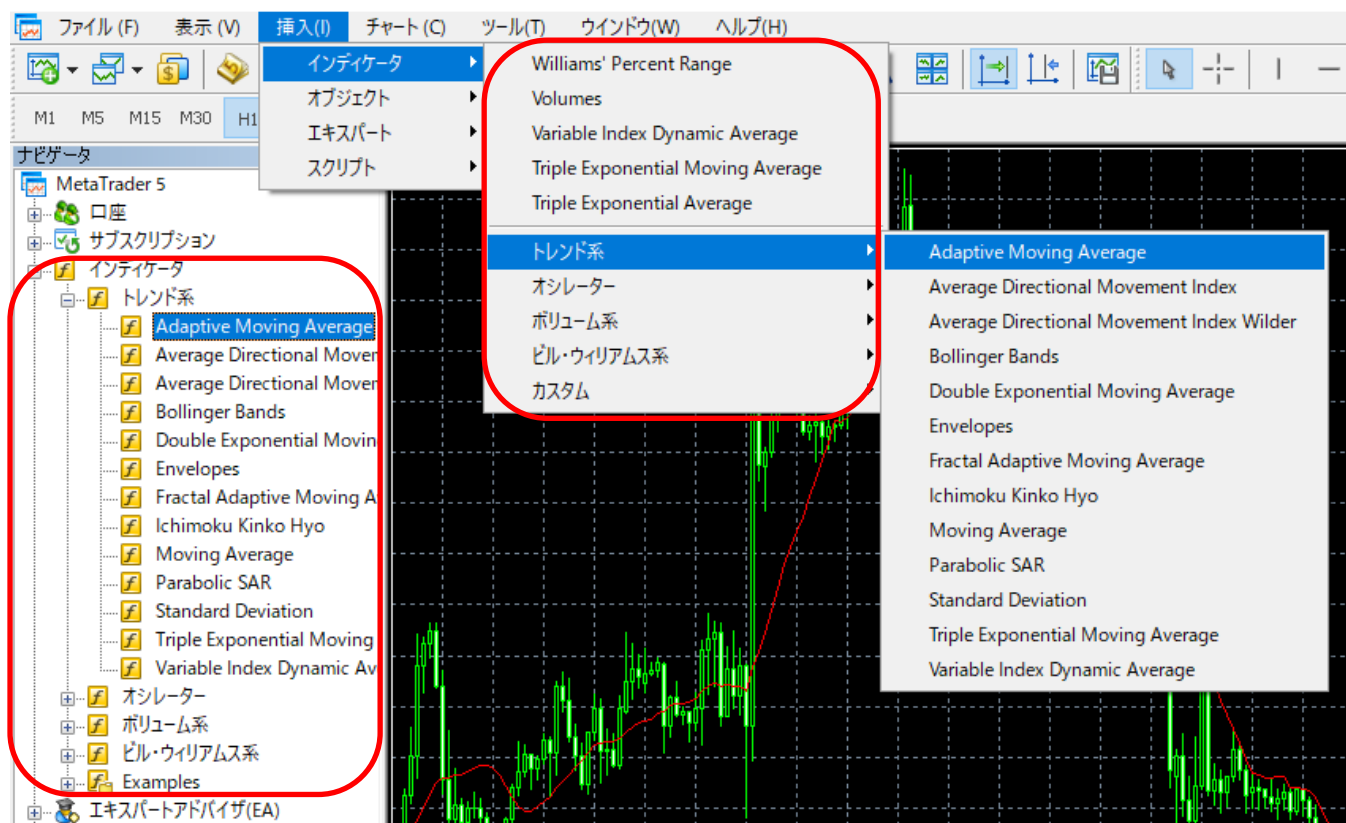 ファイル (F) 表示 (V) 挿入(I) チャート (C) ツール(T) ウインドウ(W) ヘルプ(H)
インディケータ
オブジェクト
エキスパート
スクリプト
Williams' Percent Range
Volumes
Variable Index Dynamic Average
Triple Exponential Moving Average
Triple Exponential Average
トレンド系
オシレーター
ボリューム系
ビル・ウィリアムス系
カスタム
Adaptive Moving Average
Average Directional Movement Index
Average Directional Movement Index Wilder
Bollinger Bands
Double Exponential Moving Average
Envelopes
Fractal Adaptive Moving Average
Ichimoku Kinko Hyo
Moving Average
Parabolic SAR
Standard Deviation
Triple Exponential Moving Average
Variable Index Dynamic Average
M1 M5 M15 M30 H1
ナビゲータ
MetaTrader 5
口座
サブスクリプション
インディケータ
トレンド系
Adaptive Moving Average
Average Directional Mover
Average Directional Mover
Bollinger Bands
Double Exponential Movin
Envelopes
Fractal Adaptive Moving A
Ichimoku Kinko Hyo
Moving Average
Parabolic SAR
Standard Deviation
Triple Exponential Moving
Variable Index Dynamic Av
オシレーター
ボリューム系
ビル・ウィリアムス系
Examples
エキスパートアドバイザ(EA)